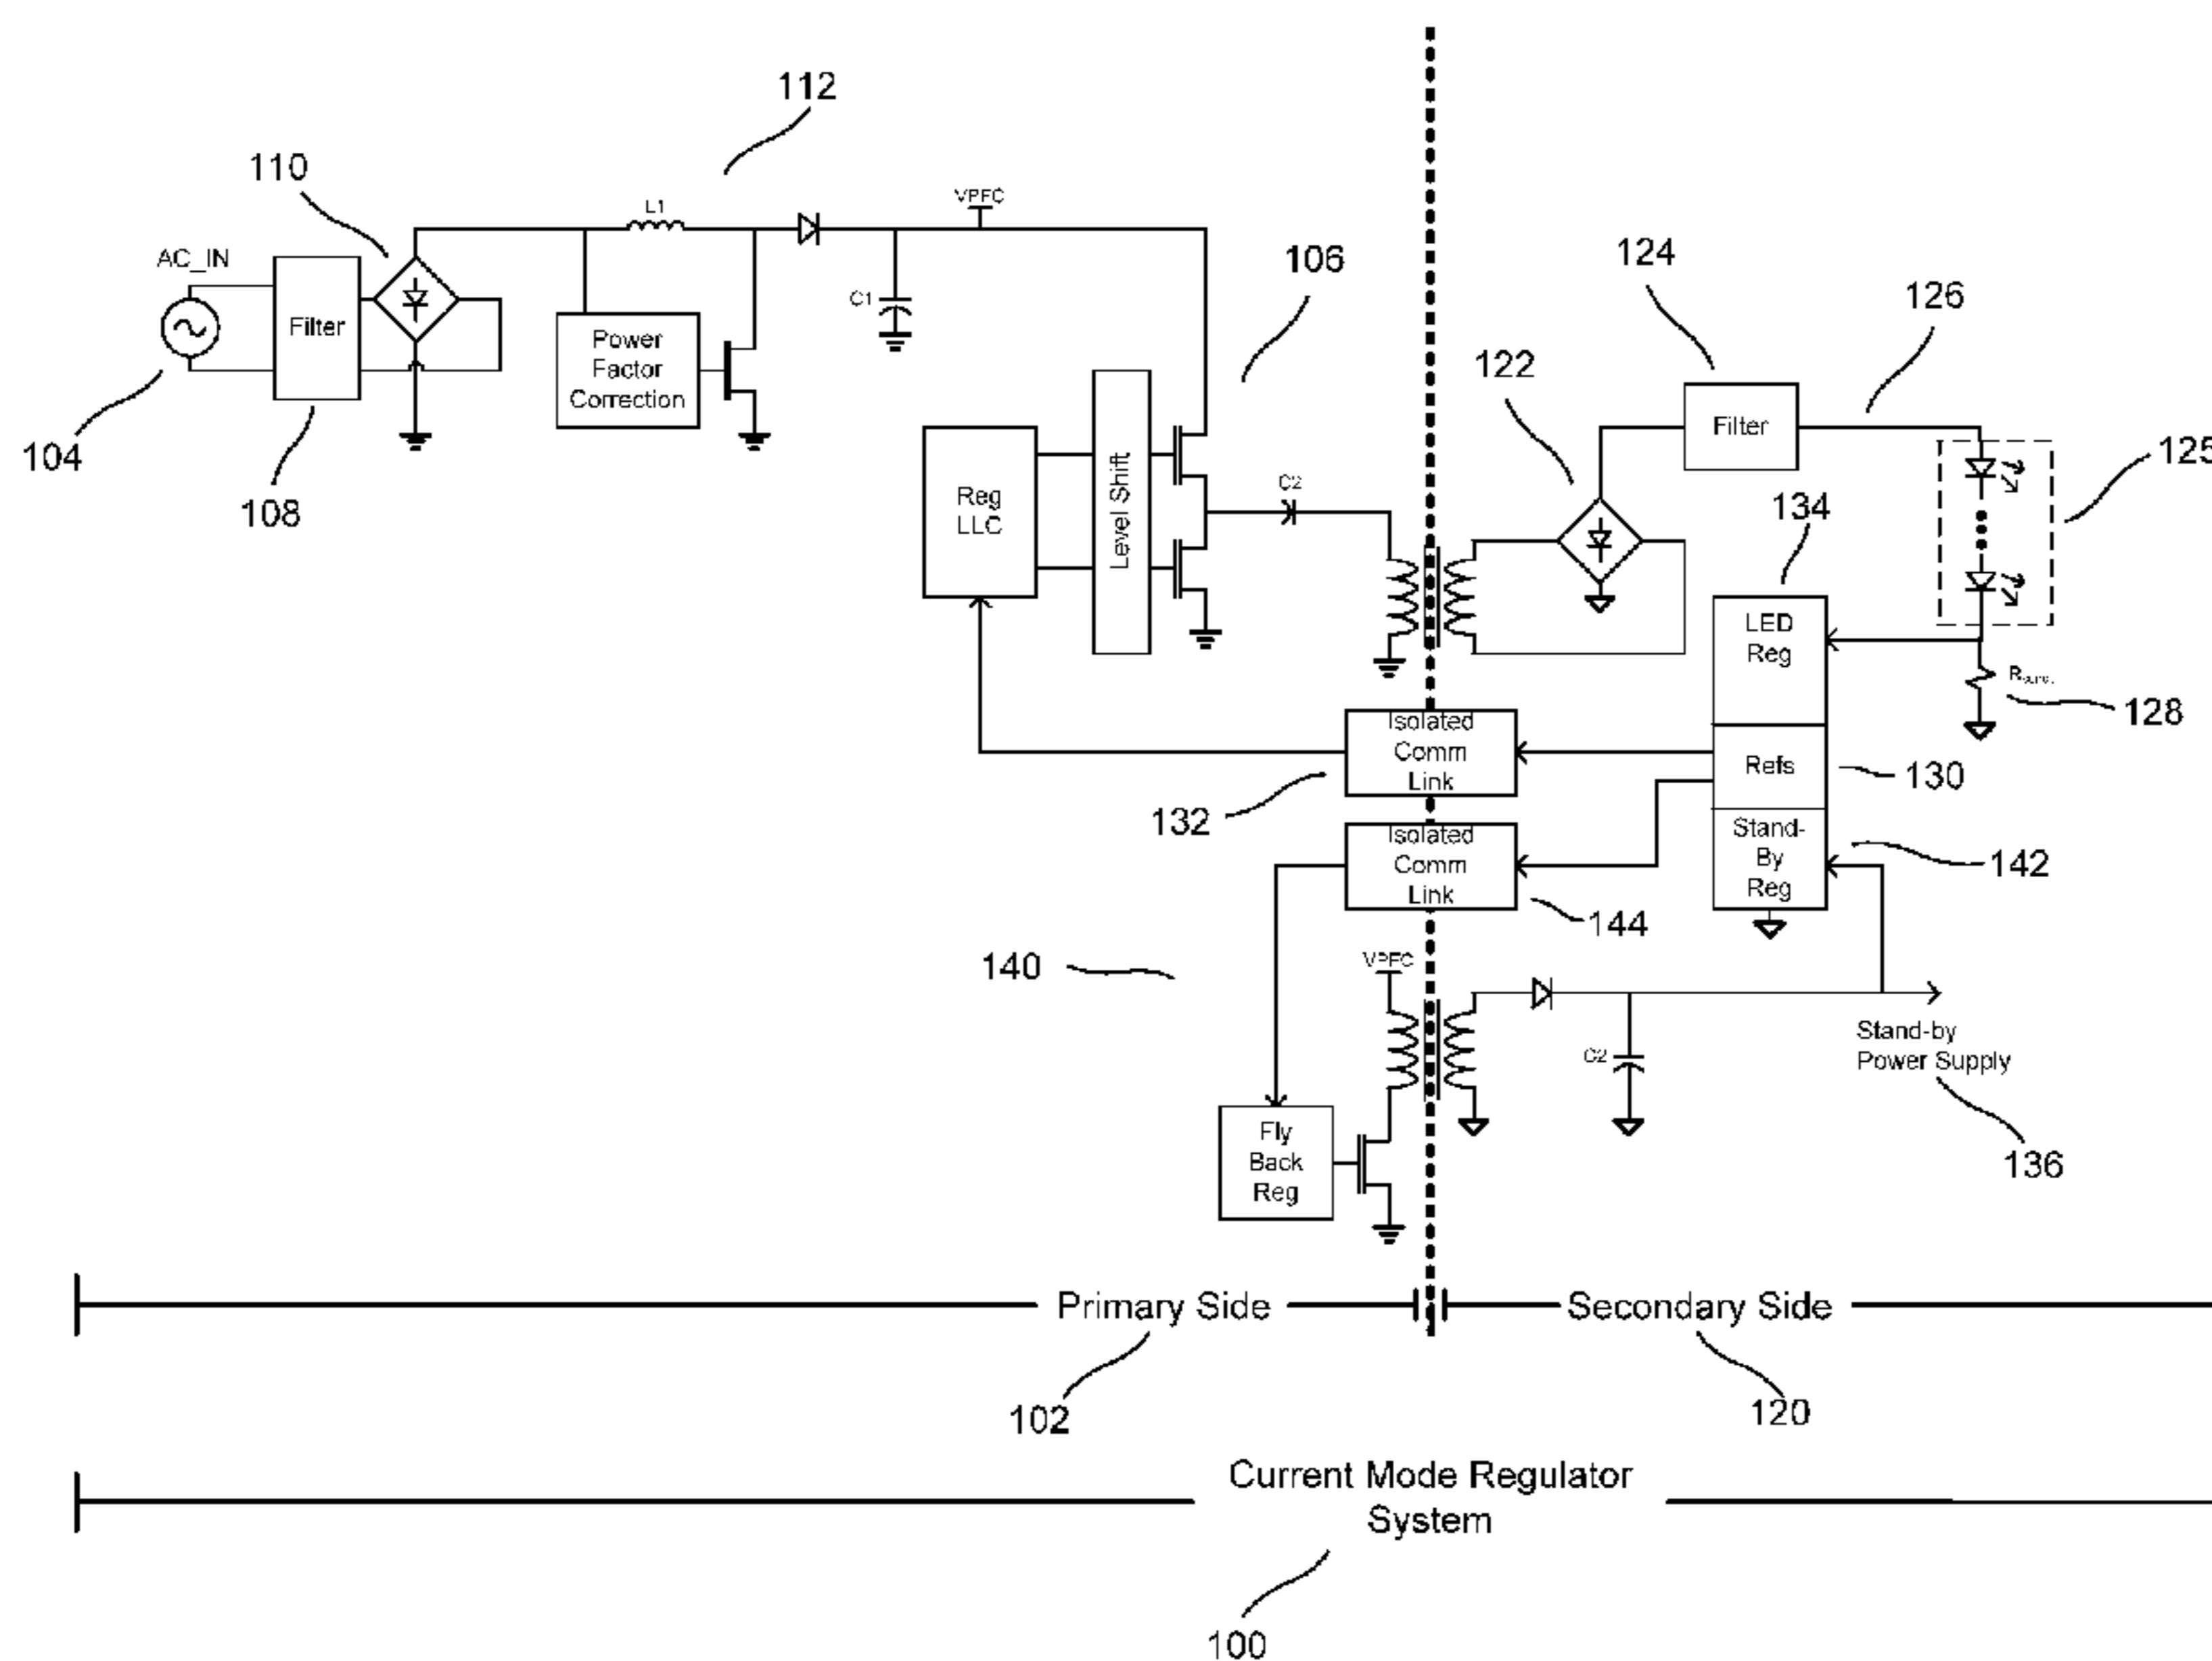 112
110
L1
VPFC
AC_IN
106
124
126
C1
Filter
Power
Factor
Correction
122
104
108
Filter
125
Reg
LLC
Level Shift
C2
134
LED
Reg
128
Isolated
Comm
Link
Refs
130
132
Isolated
Comm
Link
Stand-
By
Reg
142
144
140
VPFC
C2
Stand-by
Power Supply
136
Fly
Back
Reg
Primary Side
Secondary Side
102
120
Current Mode Regulator
System
100